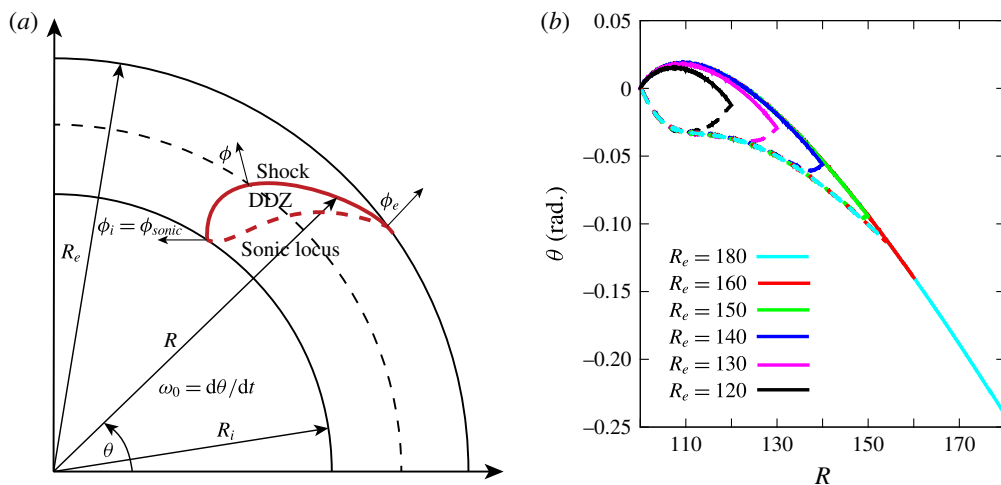 (a)
ϕ
Shock
DDZ
ϕₑ
ϕᵢ = ϕsonic
Sonic locus
Rₑ
R
ω₀ = dθ/dt
Rᵢ
θ
(b)
0.05
0
–0.05
–0.10
–0.15
–0.20
–0.25
θ (rad.)
Rₑ = 180
Rₑ = 160
Rₑ = 150
Rₑ = 140
Rₑ = 130
Rₑ = 120
110
130
150
170
R